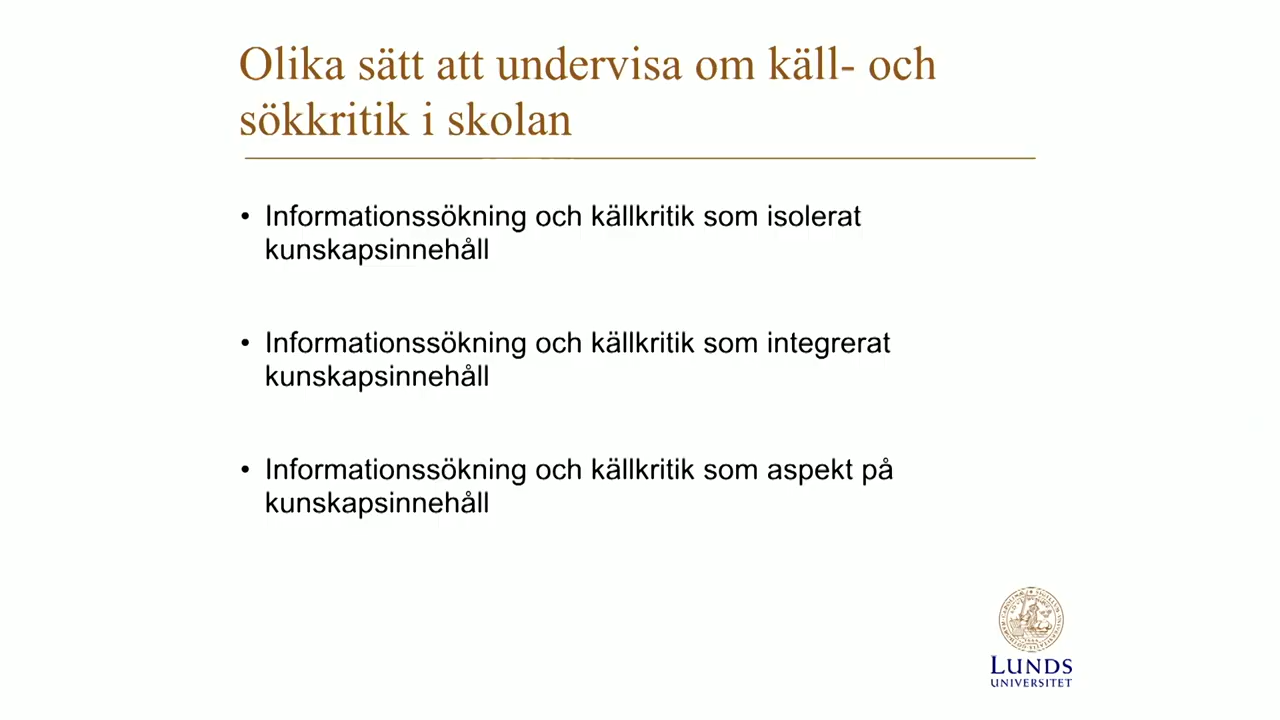 Olika sätt att undervisa om käll- och
sökkritik i skolan
• Informationssökning och källkritik som isolerat
kunskapsinnehåll
• Informationssökning och källkritik som integrerat
kunskapsinnehåll
• Informationssökning och källkritik som aspekt på
kunskapsinnehåll
LUNDS
UNIVERSITET